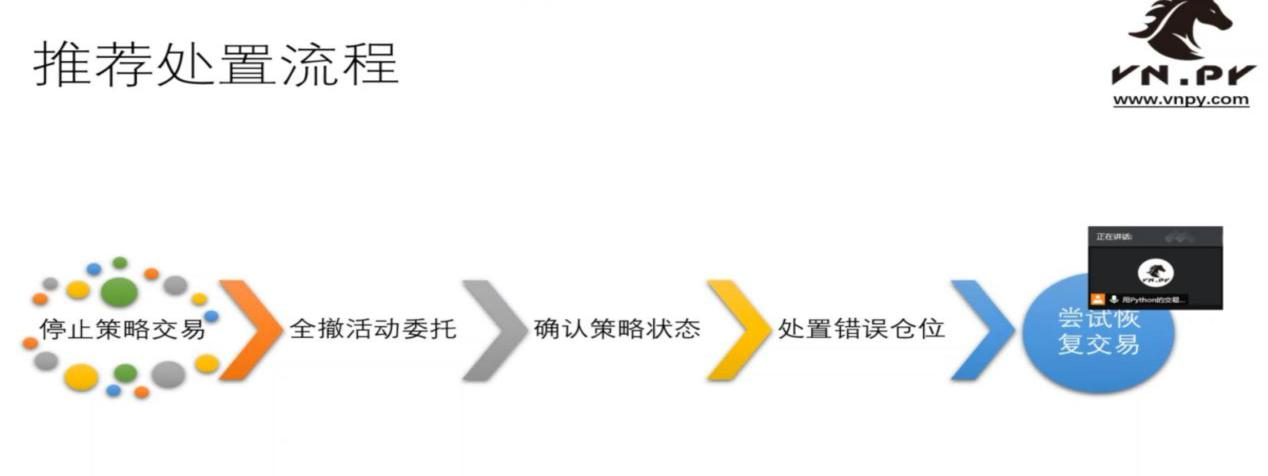 推荐处置流程
VN.PY
www.vnpy.com
正在讲话:
VN.PY
用Python的交易...
停止策略交易
全撤活动委托
确认策略状态
处置错误仓位
尝试恢
复交易